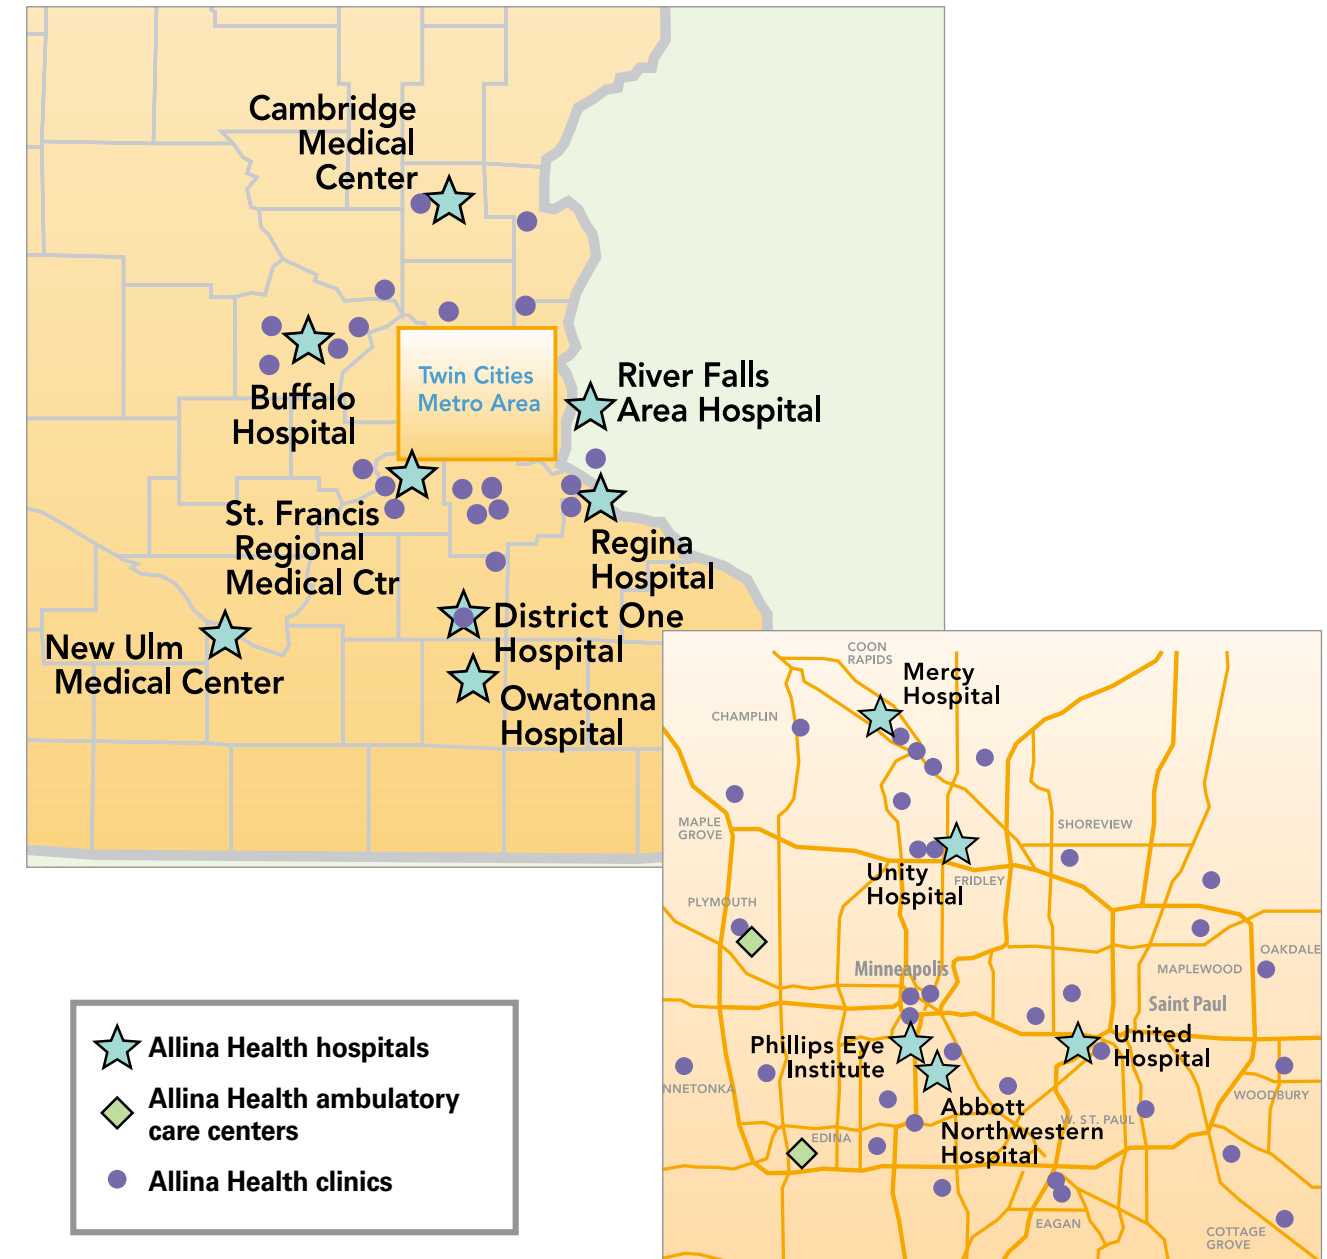 Cambridge
Medical
Center
Twin Cities
Metro Area
River Falls
Area Hospital
Buffalo
Hospital
St. Francis
Regional
Medical Ctr
Regina
Hospital
District One
Hospital
New Ulm
Medical Center
Owatonna
Hospital
COON
RAPIDS
Mercy
Hospital
CHAMPLIN
MAPLE
GROVE
SHOREVIEW
Unity
Hospital
FRIDLEY
PLYMOUTH
OAKDALE
Minneapolis
MAPLEWOOD
Saint Paul
Phillips Eye
Institute
United
Hospital
NNETONKA
WOODBURY
Abbott
Northwestern
Hospital
W. ST. PAUL
EDINA
EAGAN
COTTAGE
GROVE
Allina Health hospitals
Allina Health ambulatory
care centers
Allina Health clinics